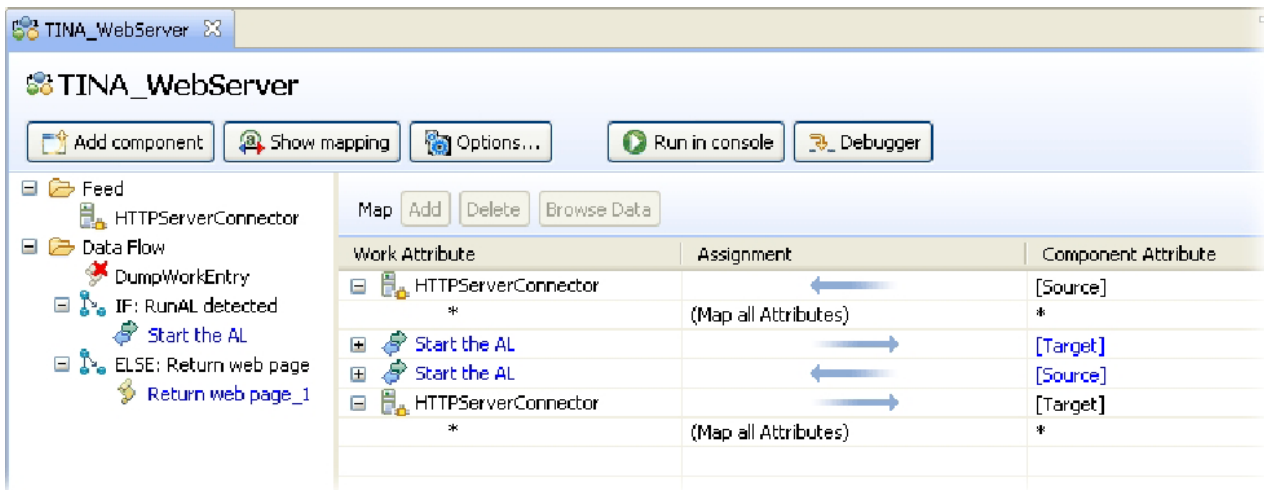 TINA_WebServer
TINA_WebServer
Add component Show mapping Options... Run in console Debugger
Feed
HTTPServerConnector
Data Flow
DumpWorkEntry
IF: RunAL detected
Start the AL
ELSE: Return web page
Return web page_1
Map Add Delete Browse Data
Work Attribute Assignment Component Attribute
HTTPServerConnector [Source]
* (Map all Attributes) *
Start the AL [Target]
Start the AL [Source]
HTTPServerConnector [Target]
* (Map all Attributes) *